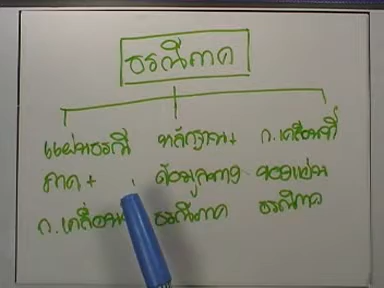 ธรณีภาค
แผ่นธรณี หลักฐาน+ ก.เคลื่อนที่
ภาค+ ข้อมูลทาง ของแผ่น
ก.เคลื่อน ธรณีภาค ธรณีภาค